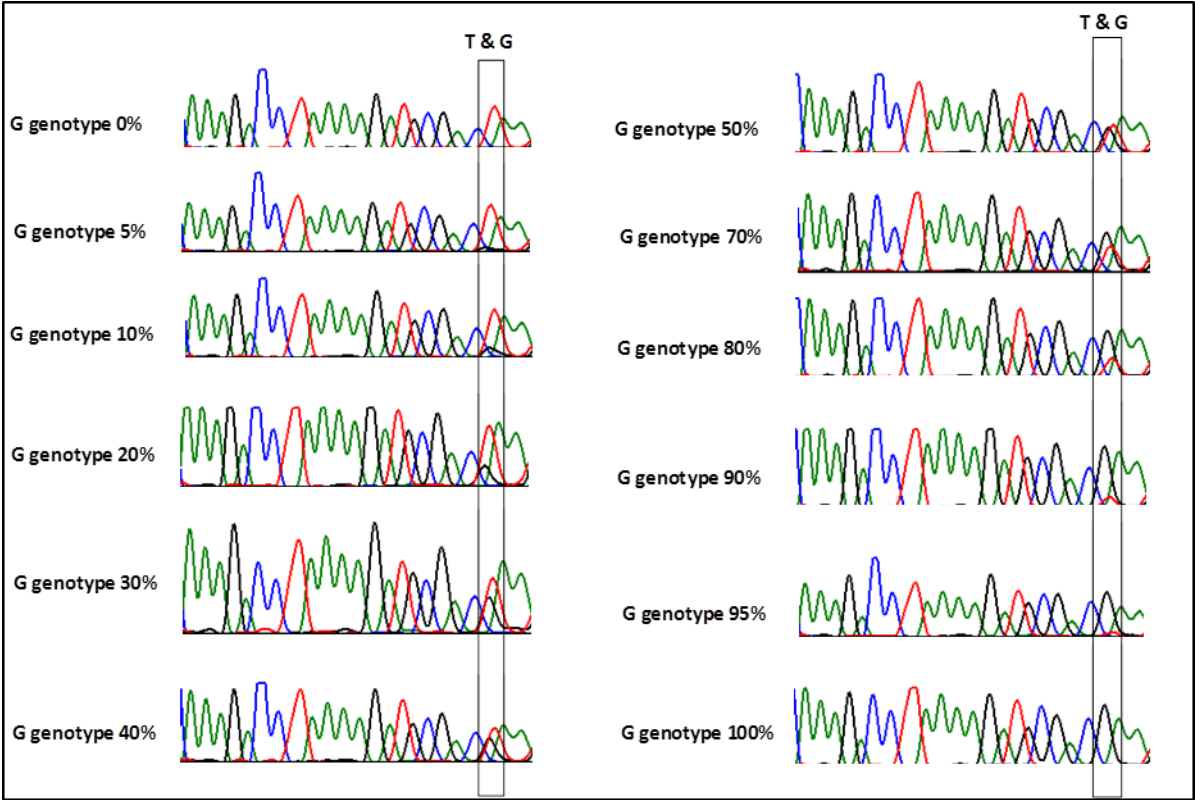 T & G
G genotype 0%
G genotype 5%
G genotype 10%
G genotype 20%
G genotype 30%
G genotype 40%
T & G
G genotype 50%
G genotype 70%
G genotype 80%
G genotype 90%
G genotype 95%
G genotype 100%